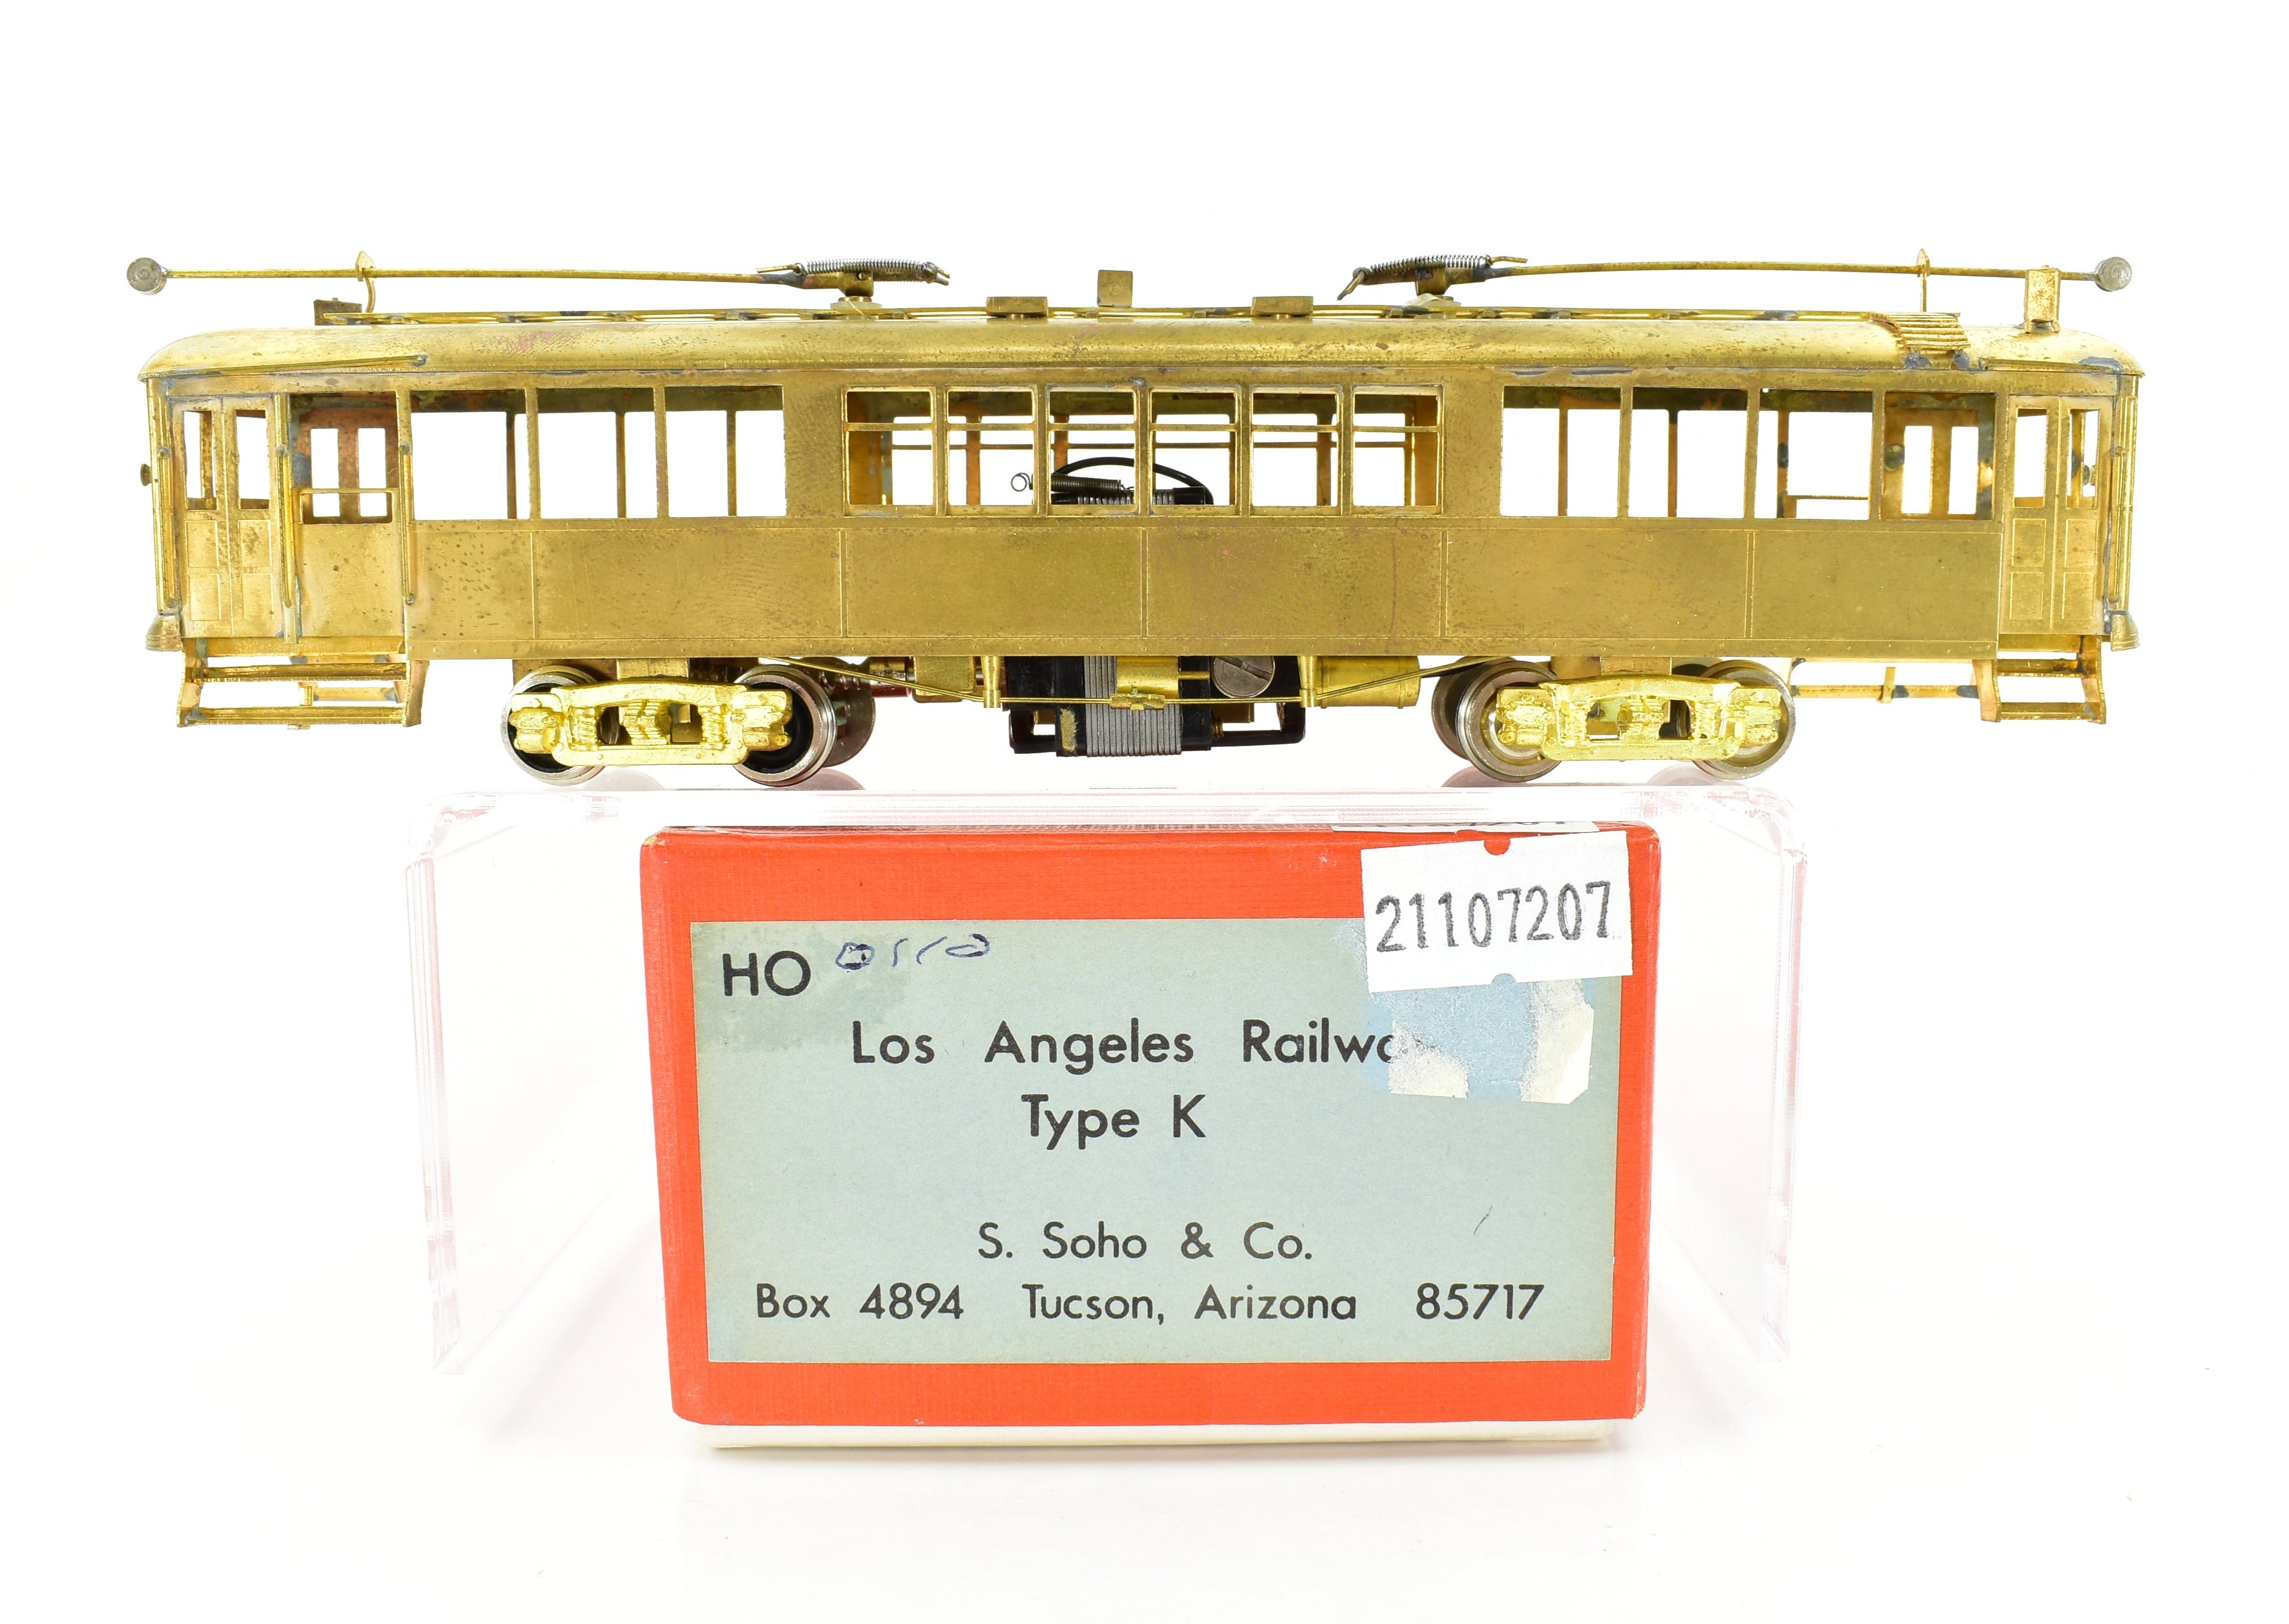 21107207
HO
Los Angeles Railwa
Type K
S. Soho & Co.
Box 4894 Tucson, Arizona 85717